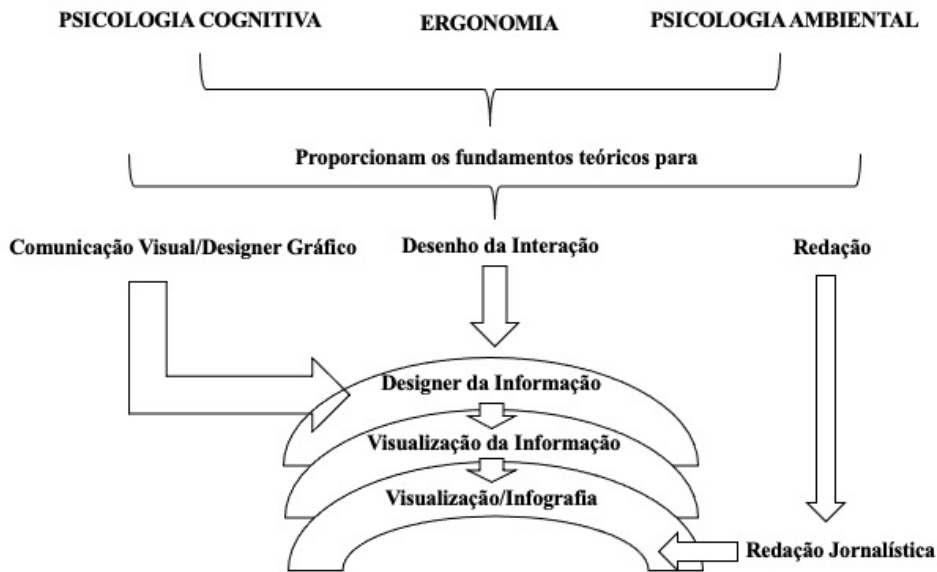 PSICOLOGIA COGNITIVA
ERGONOMIA
PSICOLOGIA AMBIENTAL
Proporcionam os fundamentos teóricos para
Comunicação Visual/Designer Gráfico
Desenho da Interação
Redação
Designer da Informação
Visualização da Informação
Visualização/Infografia
Redação Jornalística